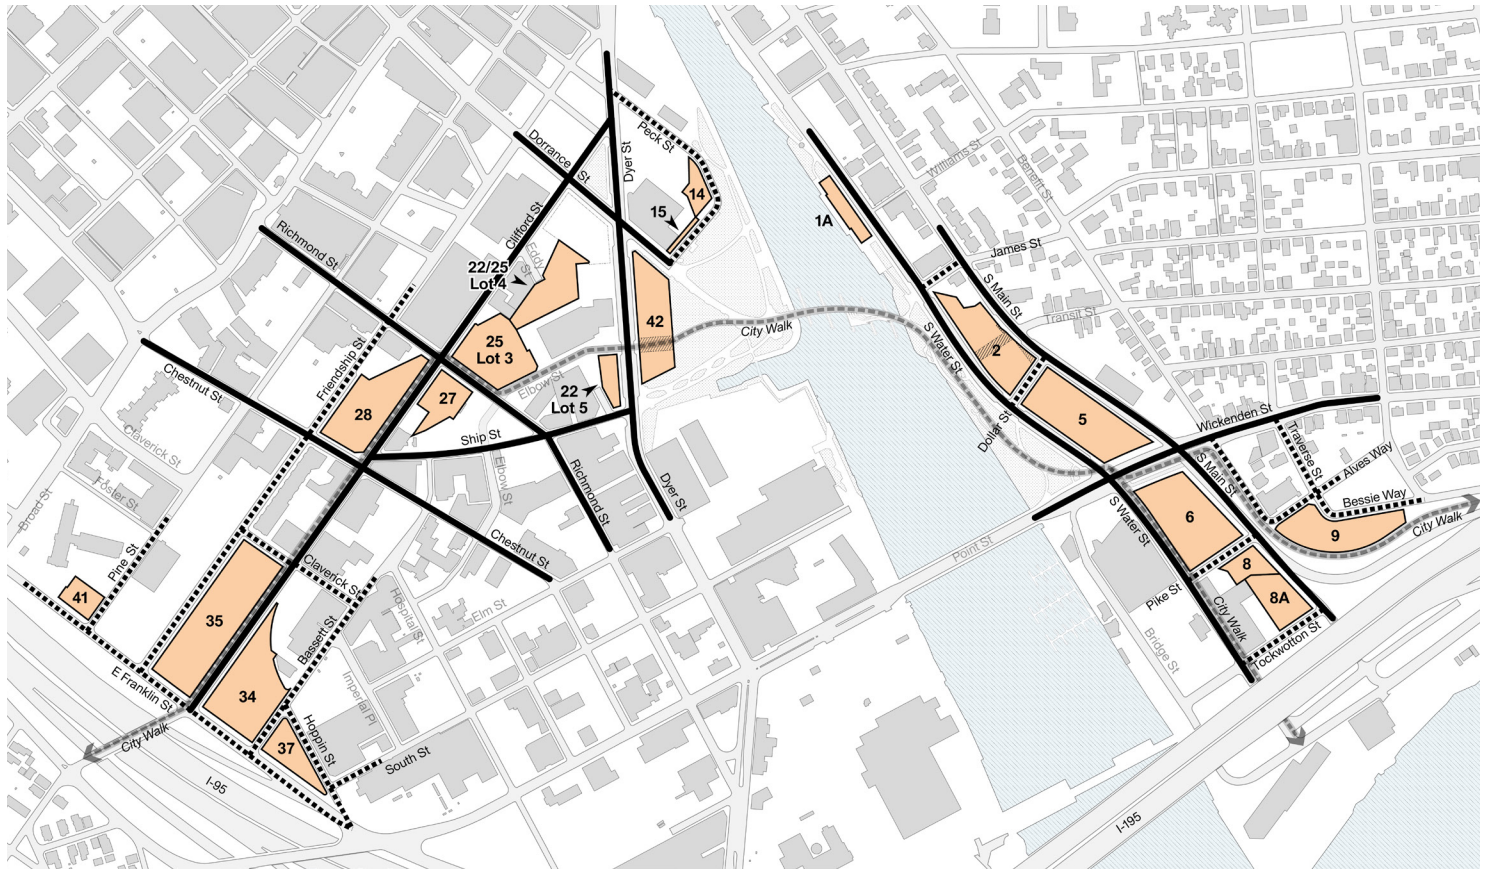 Peck St
Dorrance
St
Dyer St
14
15
1A
Williams St
Benefit St
James St
S Main St
Transit St
Richmond St
Clifford St
Eddy
St
22/25
Lot 4
42
City Walk
S Water St
2
25
Lot 3
Friendship St
Elbow St
Chestnut St
28
27
22
Lot 5
5
Wickenden St
Dollar St
Ship St
Claverick St
Traverse St
Alves Way
S Main St
Foster St
Elbow St
Richmond St
Dyer St
Broad St
Bessie Way
S Water St
6
City Walk
9
Pine St
Chestnut St
Point St
Claverick St
8
41
Pike St
8A
Elm St
Hospital St
City Walk
35
Bassett St
Bridge St
Tockwotton St
E Franklin St
34
Imperial Pl
City Walk
Hoppin St
37
South St
I-95
I-195